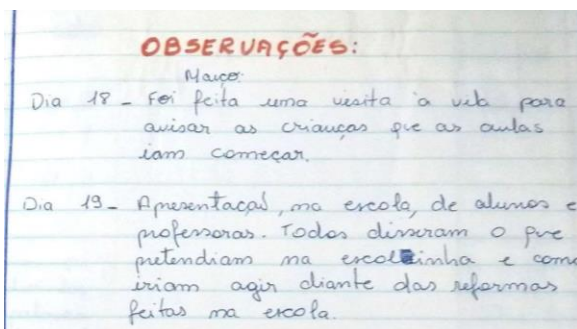 OBSERVAÇÕES:
Março:
Dia 18 - Foi feita uma visita à vila para
avisar as crianças que as aulas
iam começar.
Dia 19 - Apresentação, na escola, de alunos e
professoras. Todos disseram o que
pretendiam na escolinha e como
iriam agir diante das reformas
feitas na escola.